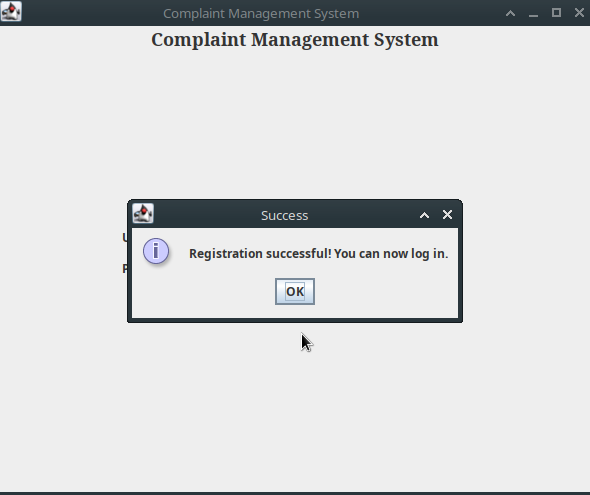 Complaint Management System
Complaint Management System
Success
Registration successful! You can now log in.
OK